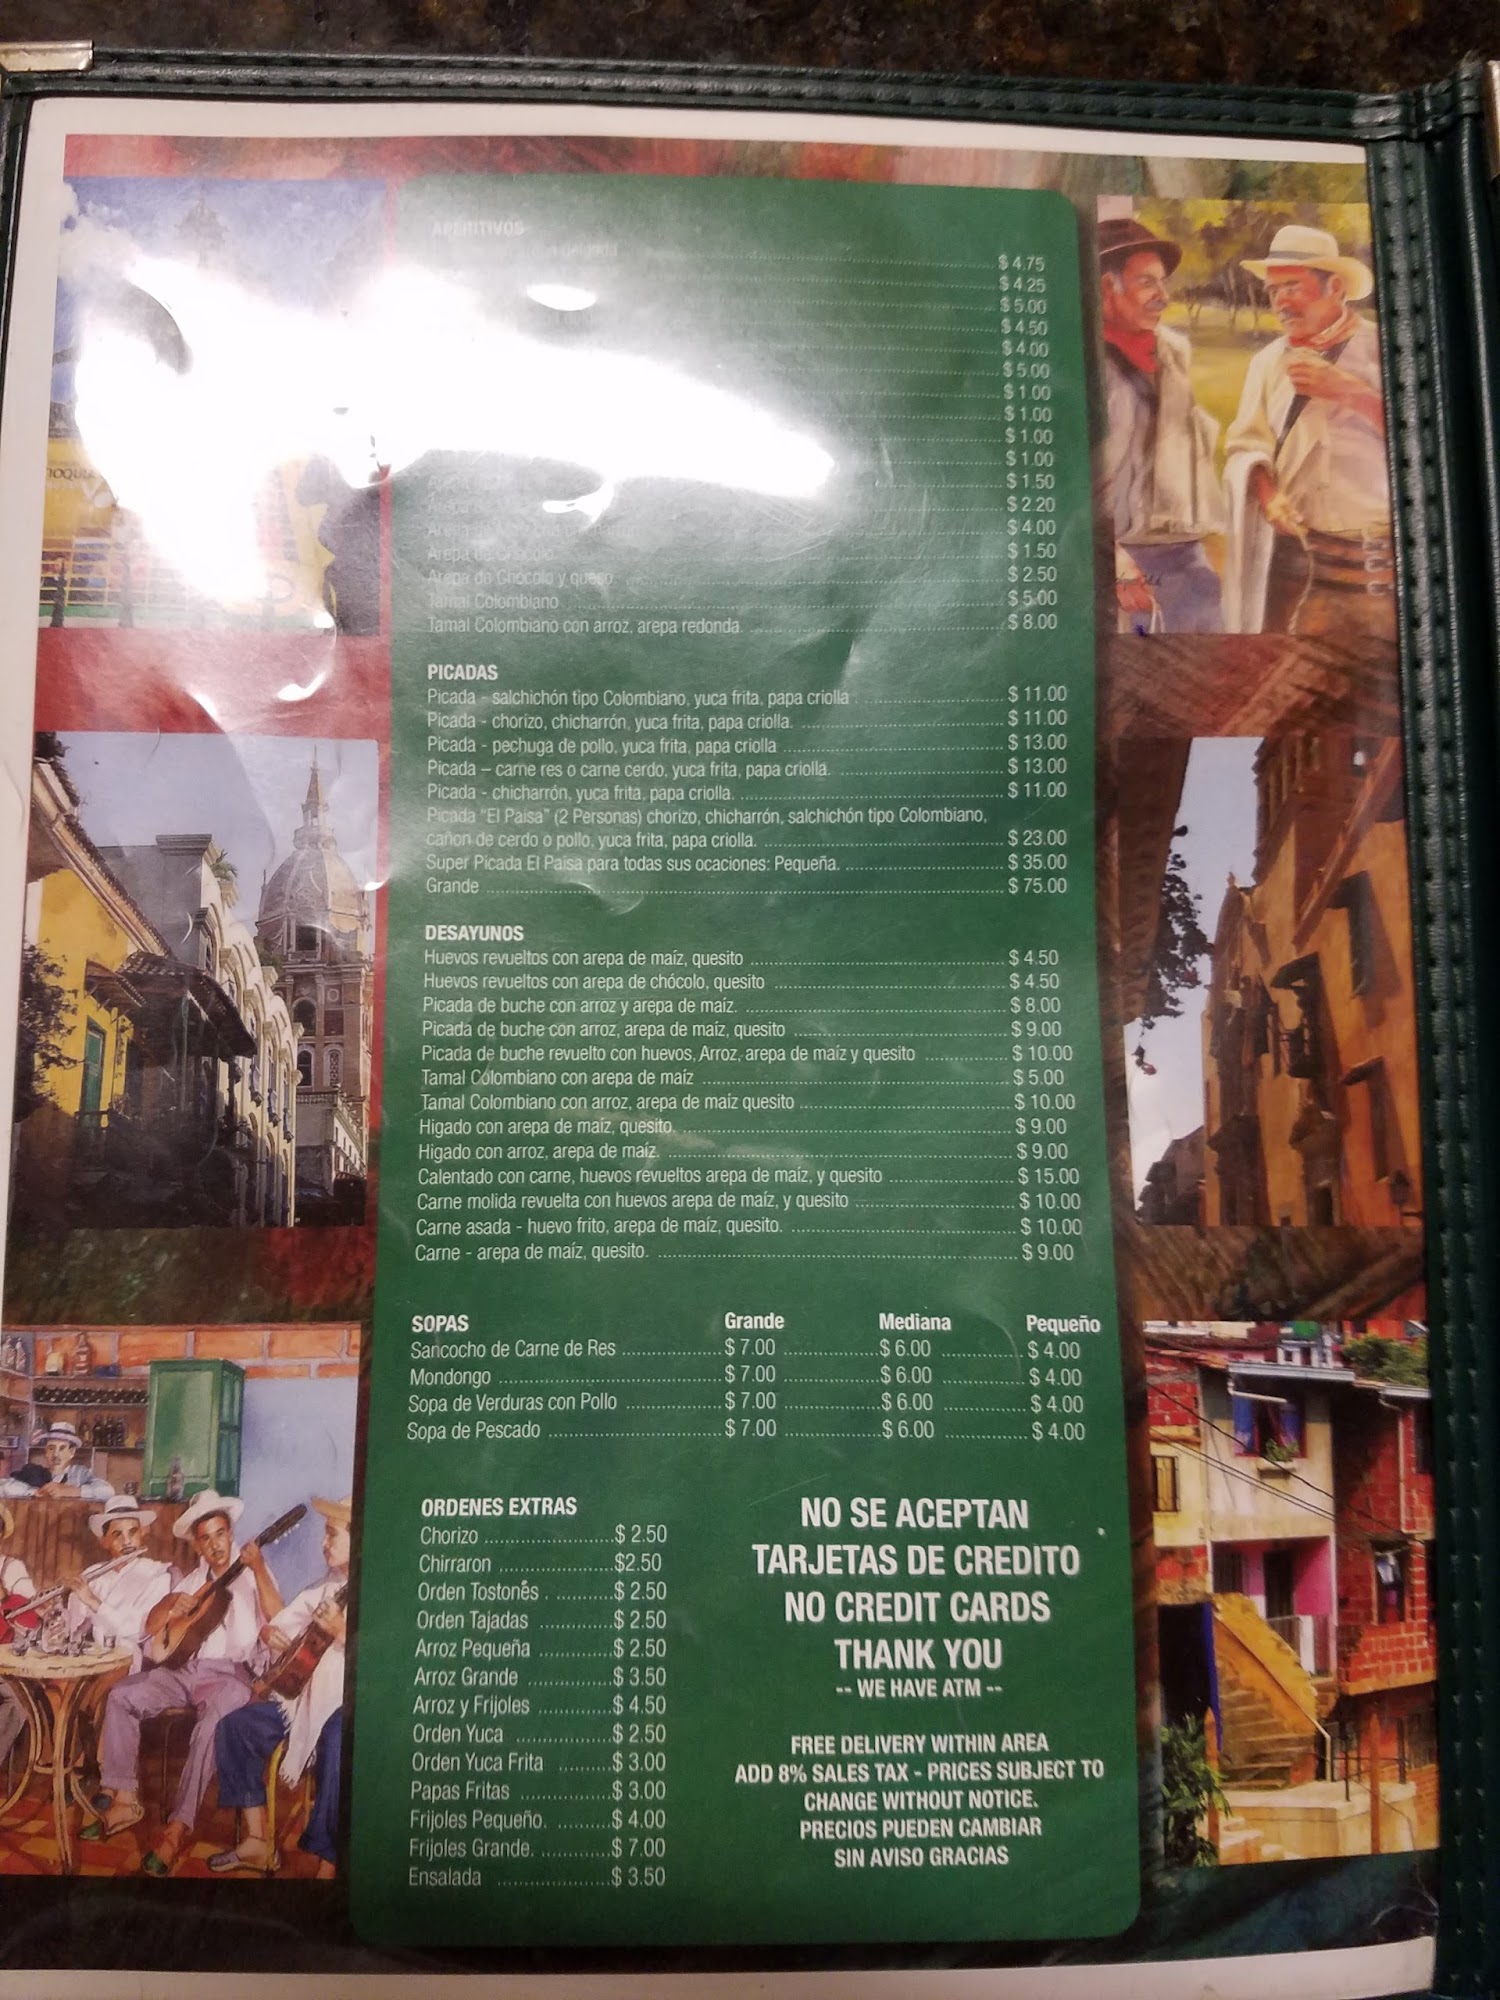 APERITIVOS
$ 4.75
$ 4.25
$ 5.00
$ 4.50
$ 4.00
$ 5.00
$ 1.00
$ 1.00
$ 1.00
$ 1.00
$ 1.50
Arepa $ 2.20
$ 4.00
Arepa $ 1.50
Arepa de Chócolo y queso $ 2.50
Tamal Colombiano $ 5.00
Tamal Colombiano con arroz, arepa redonda $ 8.00
PICADAS
Picada - salchichón tipo Colombiano, yuca frita, papa criolla $ 11.00
Picada - chorizo, chicharrón, yuca frita, papa criolla. $ 11.00
Picada - pechuga de pollo, yuca frita, papa criolla $ 13.00
Picada – carne res o carne cerdo, yuca frita, papa criolla. $ 13.00
Picada - chicharrón, yuca frita, papa criolla. $ 11.00
Picada "El Paisa" (2 Personas) chorizo, chicharrón, salchichón tipo Colombiano,
cañon de cerdo o pollo, yuca frita, papa criolla. $ 23.00
Super Picada El Paisa para todas sus ocaciones: Pequeña. $ 35.00
Grande $ 75.00
DESAYUNOS
Huevos revueltos con arepa de maíz, quesito $ 4.50
Huevos revueltos con arepa de chócolo, quesito $ 4.50
Picada de buche con arroz y arepa de maíz. $ 8.00
Picada de buche con arroz, arepa de maíz, quesito $ 9.00
Picada de buche revuelto con huevos, Arroz, arepa de maíz y quesito $ 10.00
Tamal Colombiano con arepa de maíz $ 5.00
Tamal Colombiano con arroz, arepa de maíz quesito $ 10.00
Higado con arepa de maíz, quesito. $ 9.00
Higado con arroz, arepa de maíz. $ 9.00
Calentado con carne, huevos revueltos arepa de maíz, y quesito $ 15.00
Carne molida revuelta con huevos arepa de maíz, y quesito $ 10.00
Carne asada - huevo frito, arepa de maíz, quesito. $ 10.00
Carne - arepa de maíz, quesito. $ 9.00
SOPAS Grande Mediana Pequeño
Sancocho de Carne de Res $ 7.00 $ 6.00 $ 4.00
Mondongo $ 7.00 $ 6.00 $ 4.00
Sopa de Verduras con Pollo $ 7.00 $ 6.00 $ 4.00
Sopa de Pescado $ 7.00 $ 6.00 $ 4.00
ORDENES EXTRAS
Chorizo $ 2.50
Chirraron $2.50
Orden Tostones $ 2.50
Orden Tajadas $ 2.50
Arroz Pequeña $ 2.50
Arroz Grande $ 3.50
Arroz y Frijoles $ 4.50
Orden Yuca $ 2.50
Orden Yuca Frita $ 3.00
Papas Fritas $ 3.00
Frijoles Pequeño. $ 4.00
Frijoles Grande. $ 7.00
Ensalada $ 3.50
NO SE ACEPTAN
TARJETAS DE CREDITO
NO CREDIT CARDS
THANK YOU
-- WE HAVE ATM --
FREE DELIVERY WITHIN AREA
ADD 8% SALES TAX - PRICES SUBJECT TO
CHANGE WITHOUT NOTICE.
PRECIOS PUEDEN CAMBIAR
SIN AVISO GRACIAS